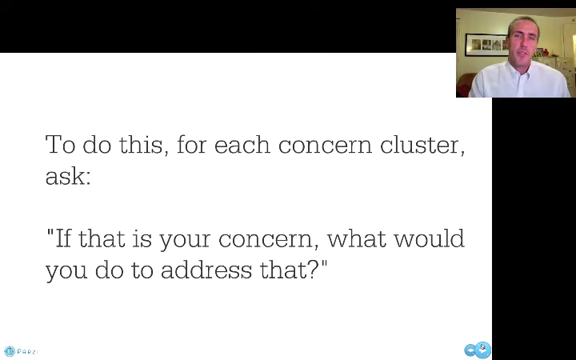 To do this, for each concern cluster,
ask:
"If that is your concern, what would
you do to address that?"